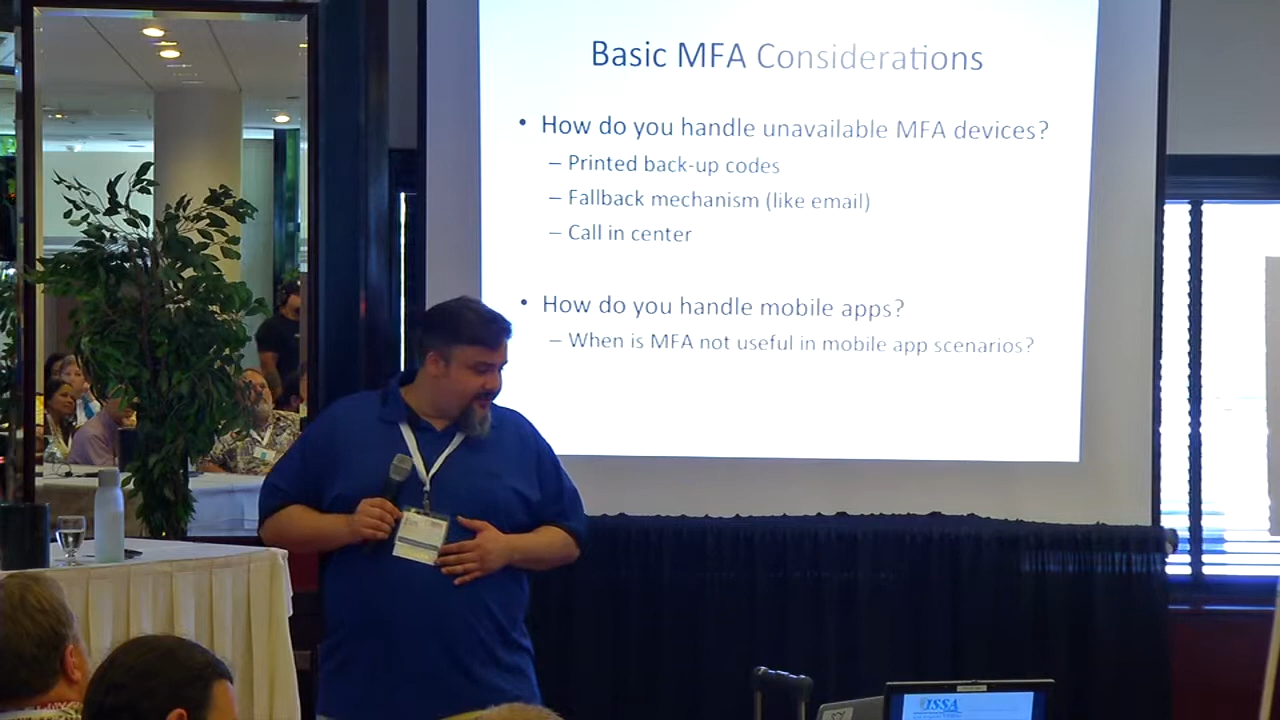 Basic MFA Considerations
• How do you handle unavailable MFA devices?
– Printed back-up codes
– Fallback mechanism (like email)
– Call in center
• How do you handle mobile apps?
– When is MFA not useful in mobile app scenarios?
ISSA